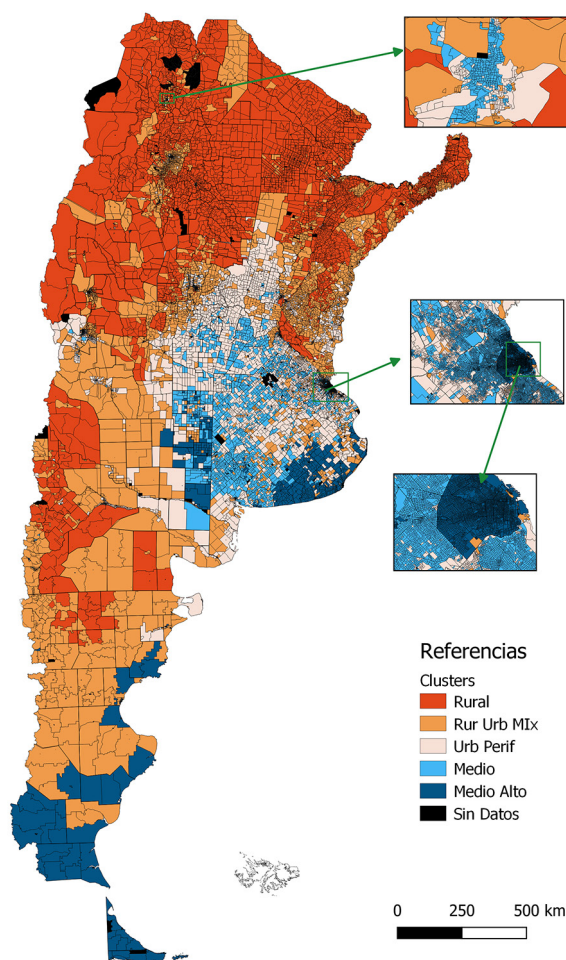 Referencias
Clusters
Rural
Rur Urb MIx
Urb Perif
Medio
Medio Alto
Sin Datos
0 250 500 km